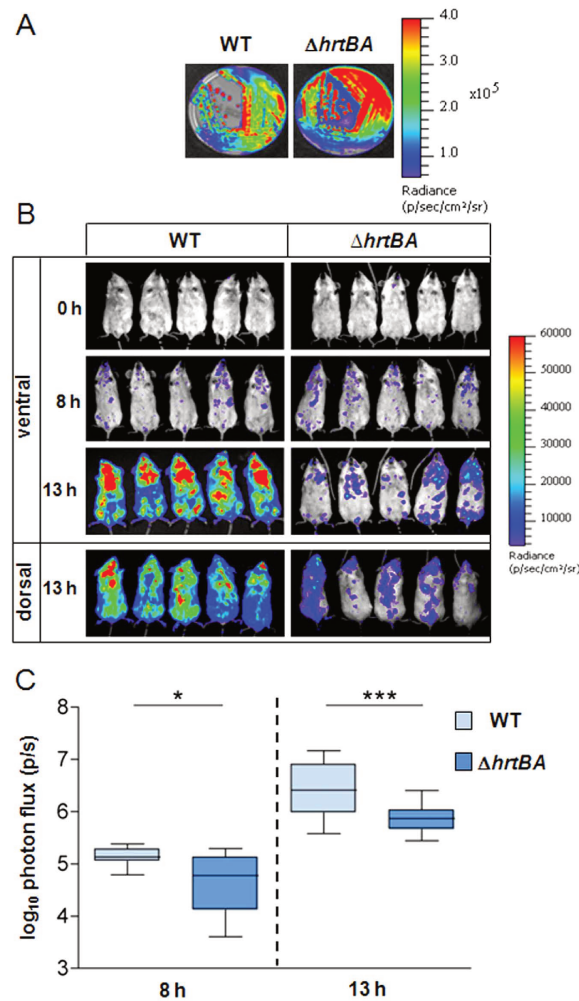 A
WT
ΔhrtBA
4.0
3.0
2.0
1.0
x10⁵
Radiance
(p/sec/cm²/sr)
B
WT
ΔhrtBA
ventral
0 h
8 h
13 h
dorsal
13 h
60000
50000
40000
30000
20000
10000
Radiance
(p/sec/cm²/sr)
C
log₁₀ photon flux (p/s)
8
7
6
5
4
3
*
***
WT
ΔhrtBA
8 h
13 h